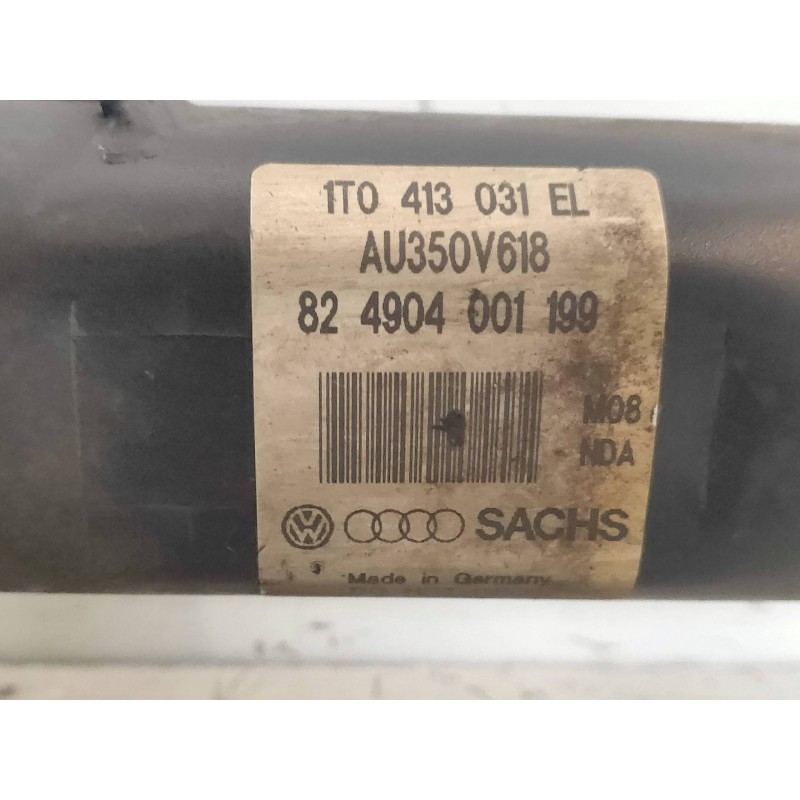 1T0 413 031 EL
AU350V618
82 4904 001 199
M08
NDA
SACHS
Made in Germany